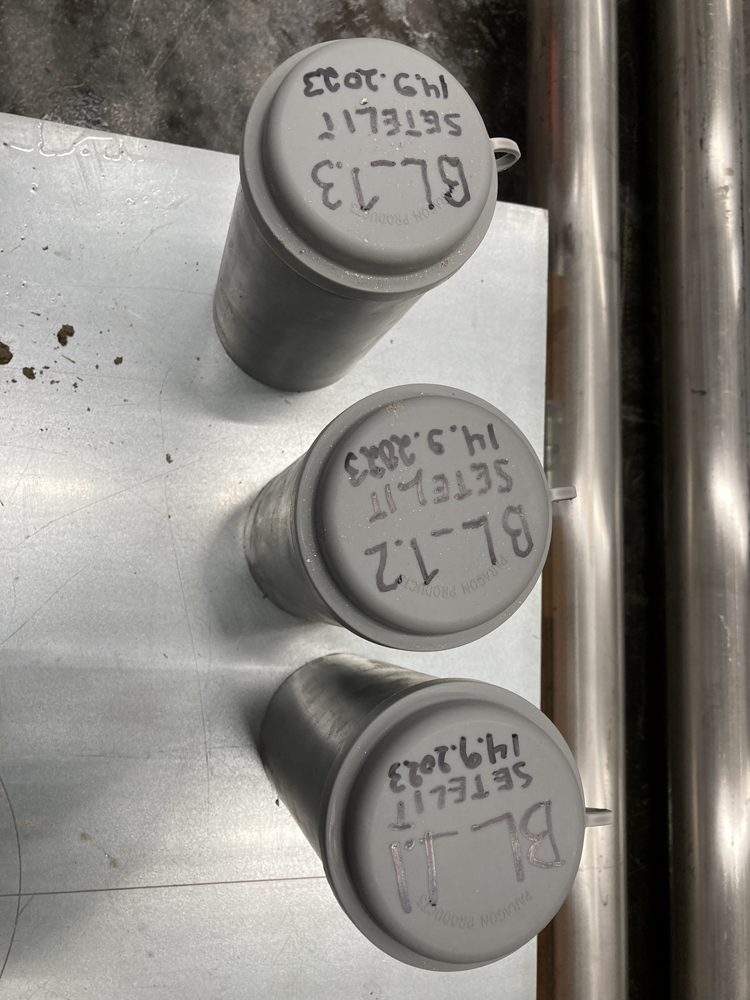 14.9.2023
SETELIT
BL-1.3
PARAGON PRODUCTS
14.9.2023
SETELIT
BL-1.2
PARAGON PRODUCTS
14.9.2023
SETELIT
BL-1.1
PARAGON PRODUCTS